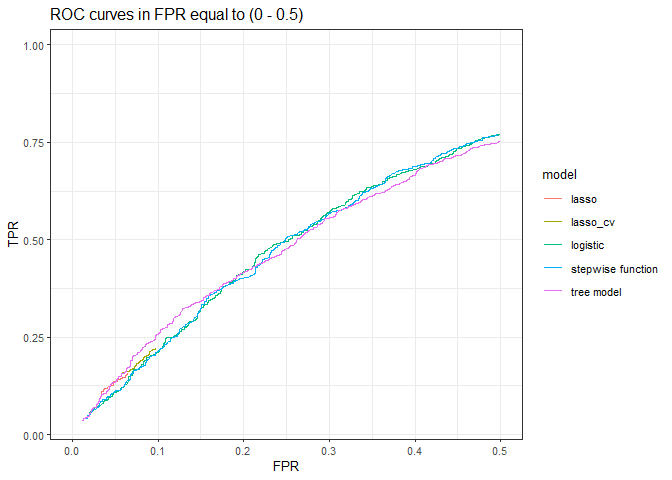 ROC curves in FPR equal to (0 - 0.5)
1.00
0.75
0.50
0.25
0.00
TPR
0.0 0.1 0.2 0.3 0.4 0.5
FPR
model
lasso
lasso_cv
logistic
stepwise function
tree model